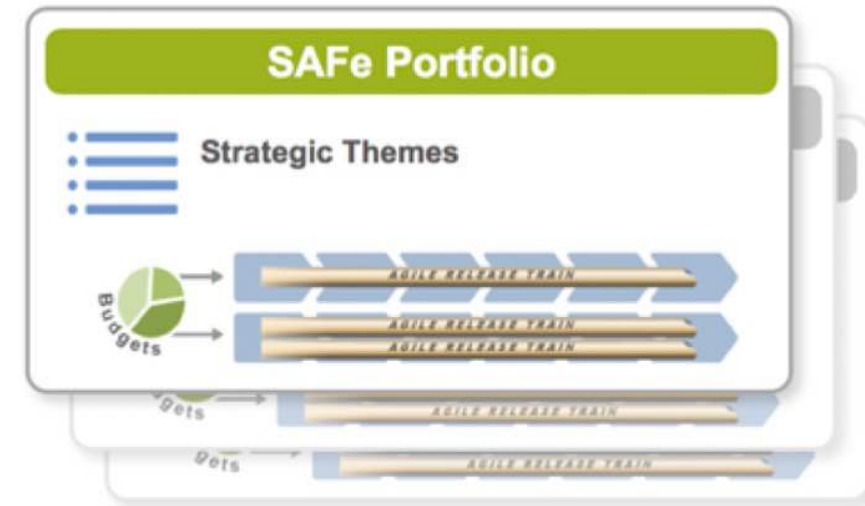 SAFe Portfolio
Strategic Themes
AGILE RELEASE TRAIN
Budgets
AGILE RELEASE TRAIN
AGILE RELEASE TRAIN
gets
AGILE RELEASE TRAIN
gets
AGILE RELEASE TRAIN